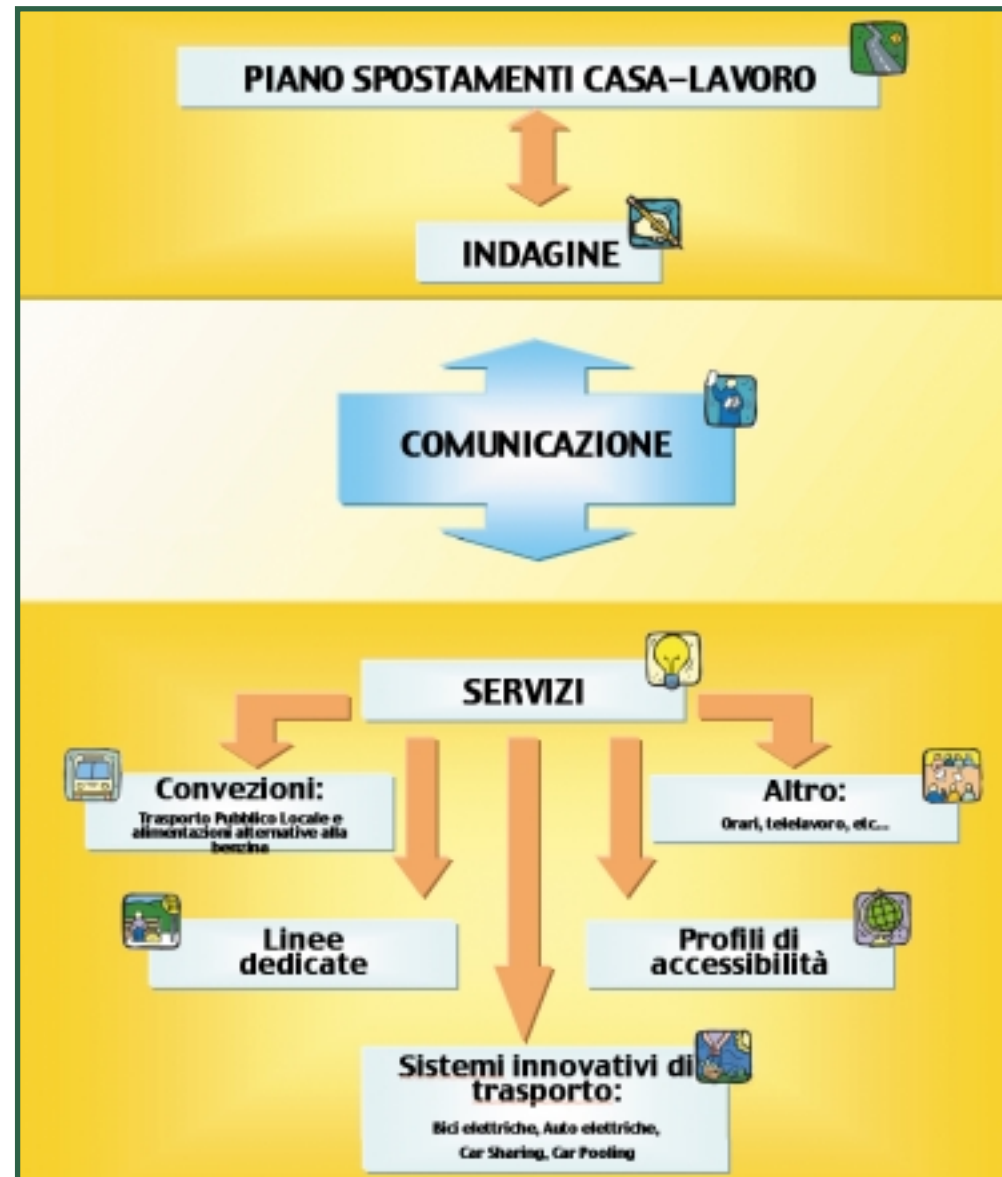 PIANO SPOSTAMENTI CASA–LAVORO
INDAGINE
COMUNICAZIONE
SERVIZI
Convezioni:
Trasporto Pubblico Locale e
alimentazioni alternative alla
benzina
Altro:
Orari, telelavoro, etc...
Linee
dedicate
Profili di
accessibilità
Sistemi innovativi di
trasporto:
Bici elettriche, Auto elettriche,
Car Sharing, Car Pooling